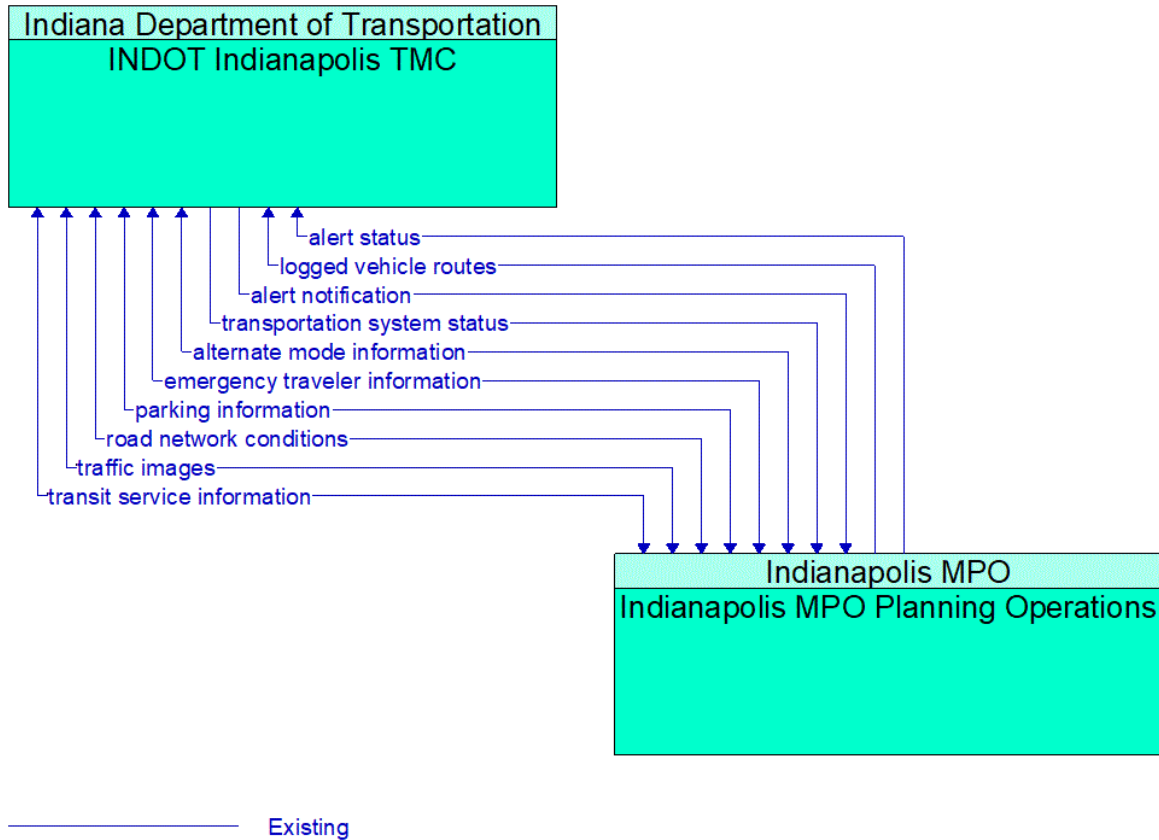 Indiana Department of Transportation
INDOT Indianapolis TMC
alert status
logged vehicle routes
alert notification
transportation system status
alternate mode information
emergency traveler information
parking information
road network conditions
traffic images
transit service information
Indianapolis MPO
Indianapolis MPO Planning Operations
Existing